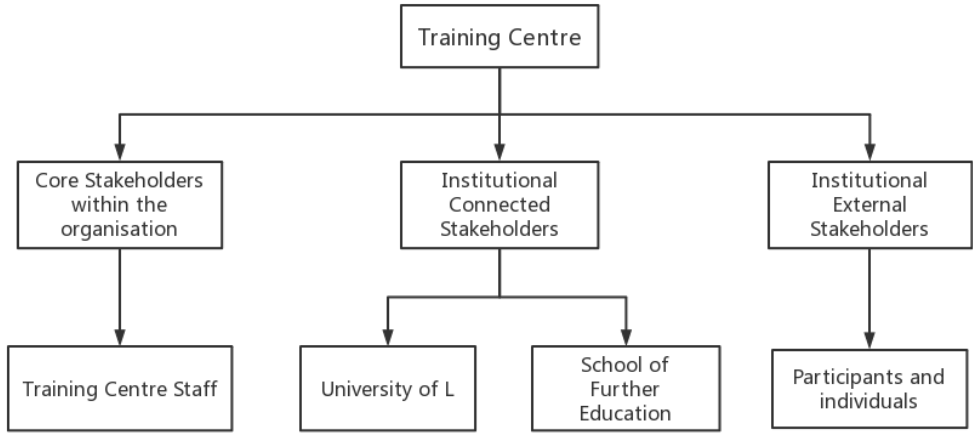 Training Centre
Core Stakeholders
within the
organisation
Institutional
Connected
Stakeholders
Institutional
External
Stakeholders
Training Centre Staff
University of L
School of
Further
Education
Participants and
individuals